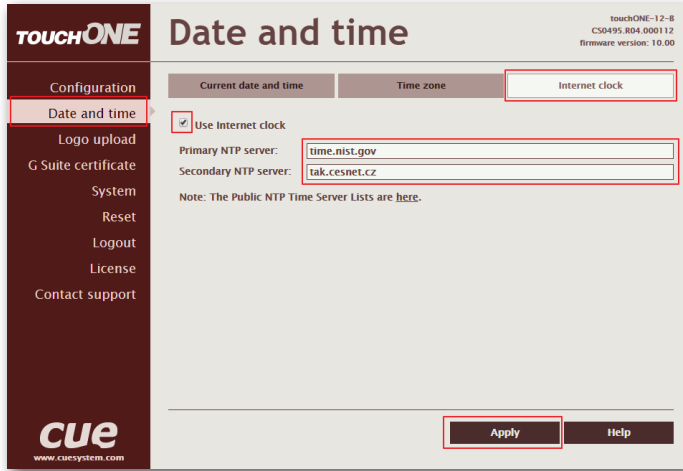 TOUCHONE
Date and time
touchONE-12-B
CS0495.R04.000112
firmware version: 10.00
Configuration
Date and time
Logo upload
G Suite certificate
System
Reset
Logout
License
Contact support
Current date and time
Time zone
Internet clock
Use Internet clock
Primary NTP server: time.nist.gov
Secondary NTP server: tak.cesnet.cz
Note: The Public NTP Time Server Lists are here.
Apply
Help
cue
www.cuesystem.com